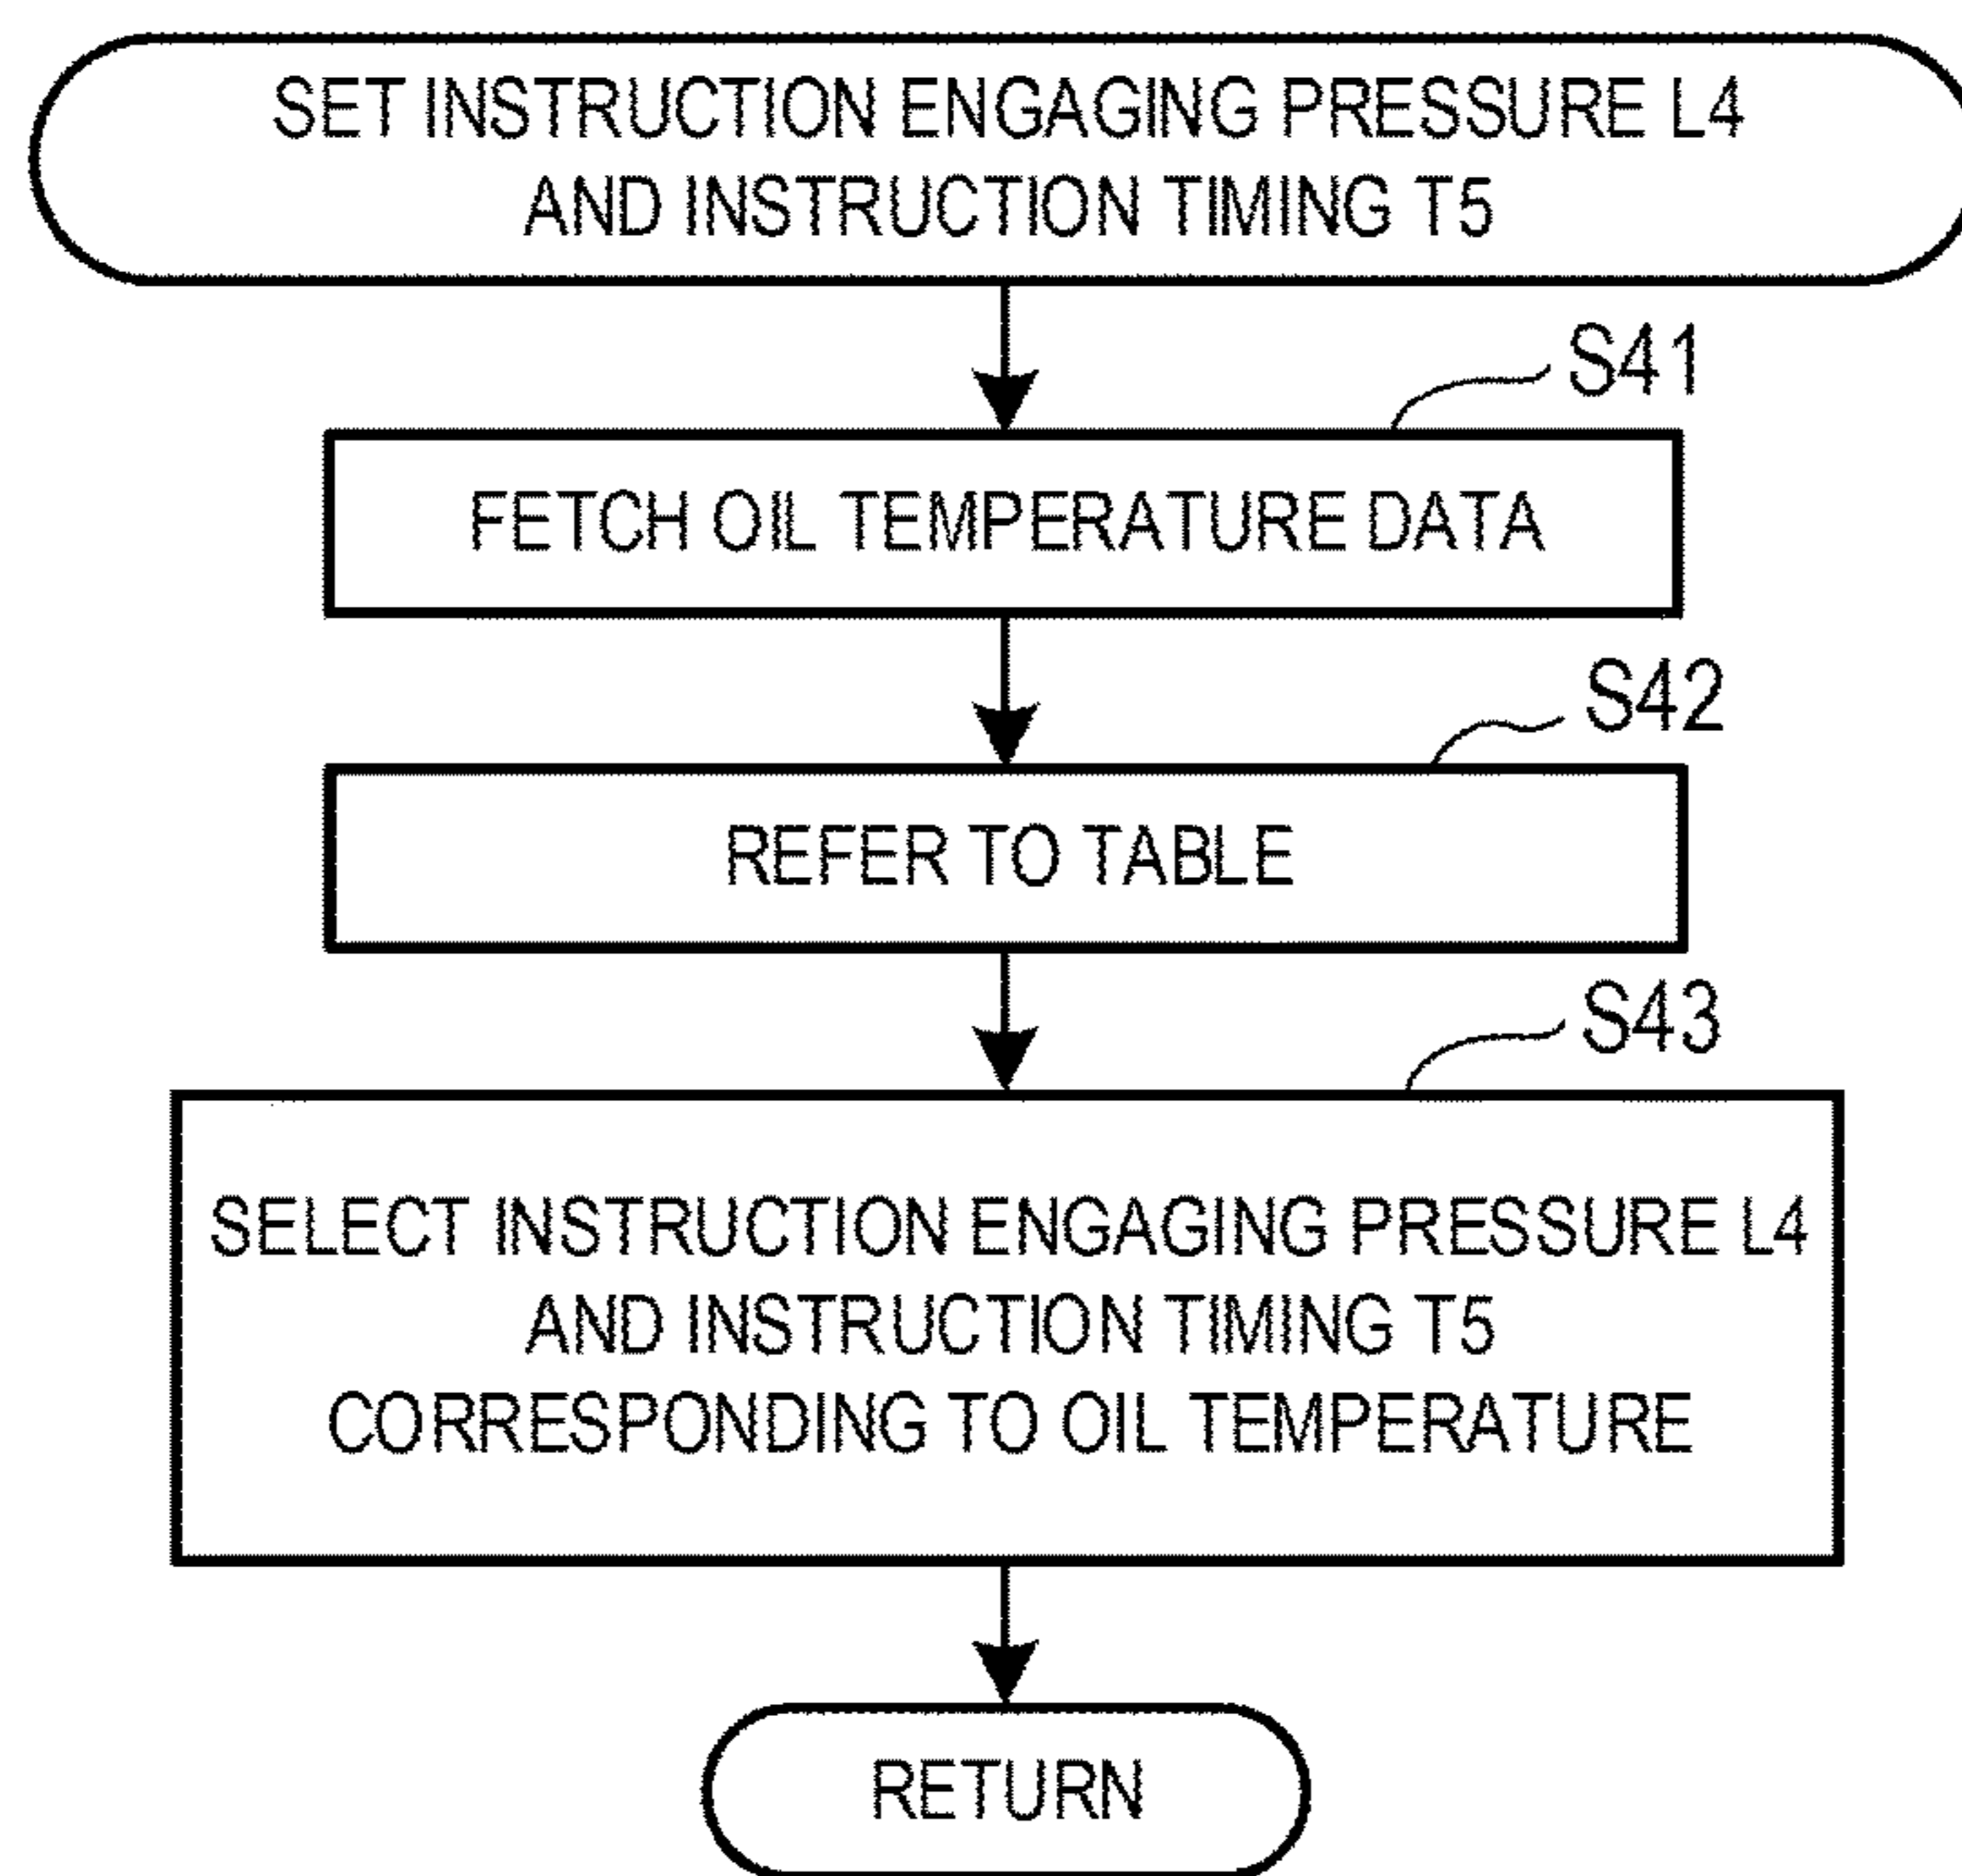 SET INSTRUCTION ENGAGING PRESSURE L4
AND INSTRUCTION TIMING T5
S41
FETCH OIL TEMPERATURE DATA
S42
REFER TO TABLE
S43
SELECT INSTRUCTION ENGAGING PRESSURE L4
AND INSTRUCTION TIMING T5
CORRESPONDING TO OIL TEMPERATURE
RETURN